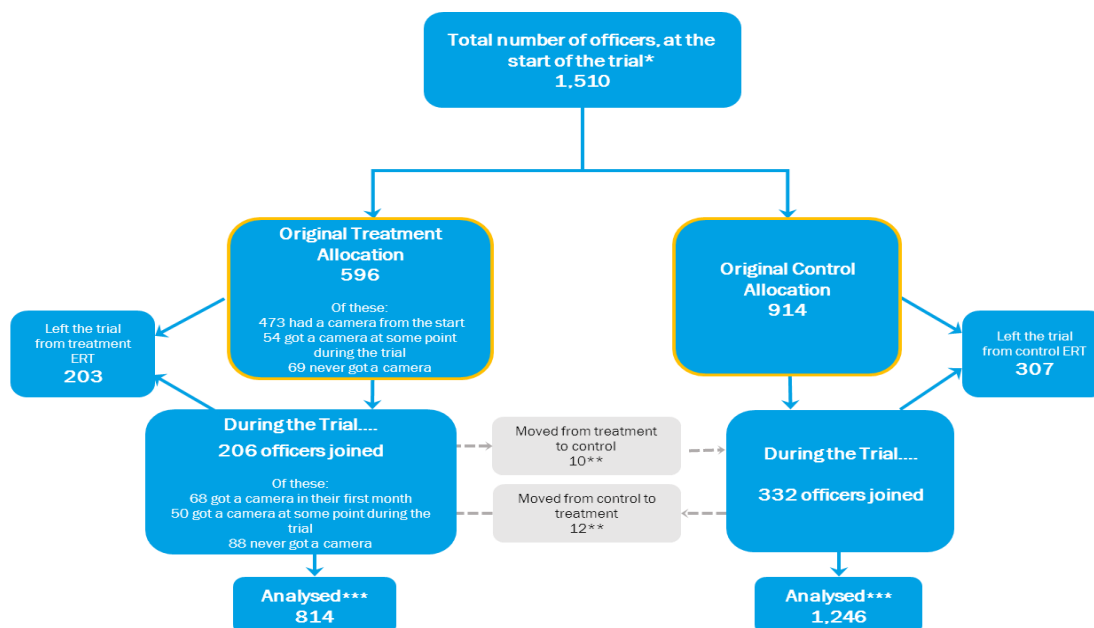 Total number of officers, at the
start of the trial*
1,510
Original Treatment
Allocation
596
Of these:
473 had a camera from the start
54 got a camera at some point
during the trial
69 never got a camera
Original Control
Allocation
914
Left the trial
from treatment
ERT
203
Left the trial
from control ERT
307
During the Trial....
206 officers joined
Of these:
68 got a camera in their first month
50 got a camera at some point during the
trial
88 never got a camera
Moved from treatment
to control
10**
Moved from control to
treatment
12**
During the Trial....
332 officers joined
Analysed***
814
Analysed***
1,246